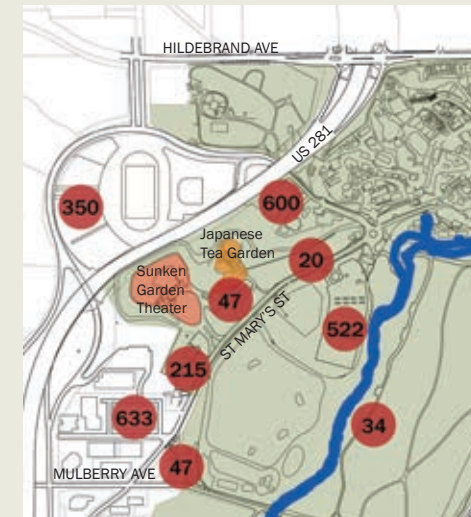 HILDEBRAND AVE
US 281
350
600
Japanese
Tea Garden
20
Sunken
Garden
Theater
47
ST MARY'S ST
522
215
633
34
47
MULBERRY AVE